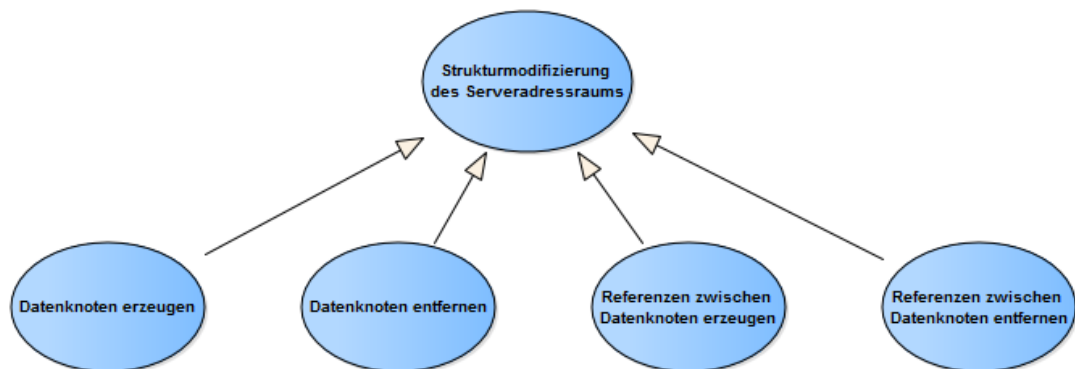 Strukturmodifizierung
des Serveradressraums
Datenknoten erzeugen
Datenknoten entfernen
Referenzen zwischen
Datenknoten erzeugen
Referenzen zwischen
Datenknoten entfernen